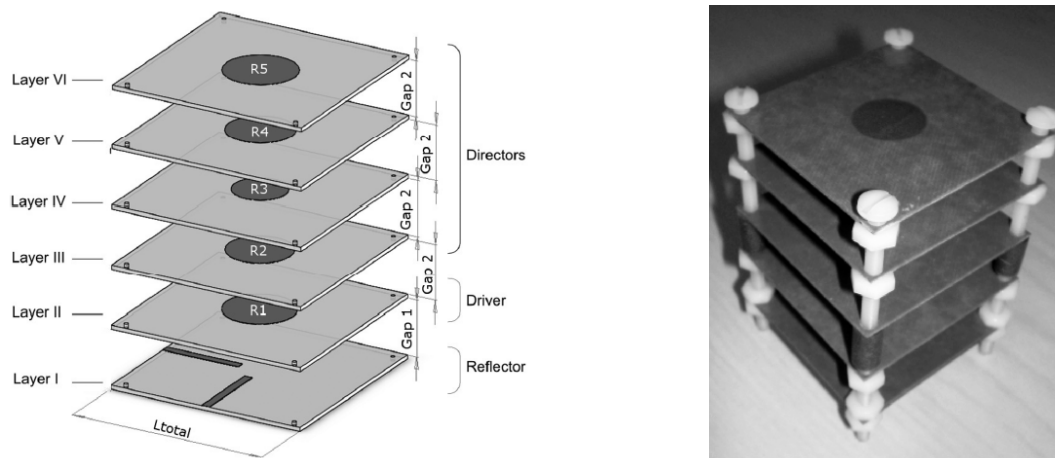 Layer VI
R5
Gap 2
Layer V
R4
Gap 2
Directors
Layer IV
R3
Gap 2
Layer III
R2
Gap 2
Layer II
R1
Driver
Gap 1
Layer I
Reflector
Ltotal